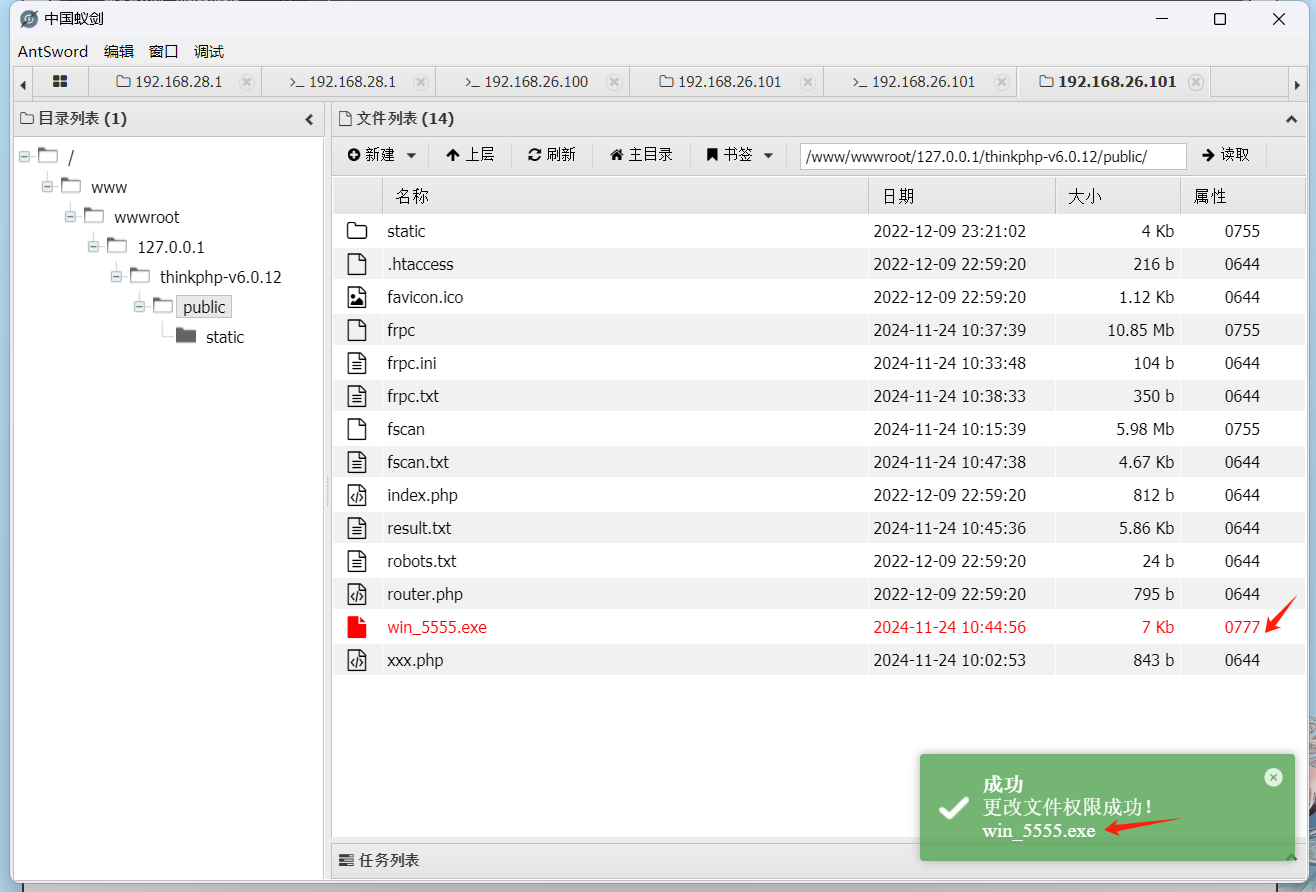 中国蚁剑
AntSword 编辑 窗口 调试
192.168.28.1 >_ 192.168.28.1 >_ 192.168.26.100 192.168.26.101 >_ 192.168.26.101 192.168.26.101
目录列表 (1)
/
www
wwwroot
127.0.0.1
thinkphp-v6.0.12
public
static
文件列表 (14)
新建 上层 刷新 主目录 书签 /www/wwwroot/127.0.0.1/thinkphp-v6.0.12/public/ 读取
名称 日期 大小 属性
static 2022-12-09 23:21:02 4 Kb 0755
.htaccess 2022-12-09 22:59:20 216 b 0644
favicon.ico 2022-12-09 22:59:20 1.12 Kb 0644
frpc 2024-11-24 10:37:39 10.85 Mb 0755
frpc.ini 2024-11-24 10:33:48 104 b 0644
frpc.txt 2024-11-24 10:38:33 350 b 0644
fscan 2024-11-24 10:15:39 5.98 Mb 0755
fscan.txt 2024-11-24 10:47:38 4.67 Kb 0644
index.php 2022-12-09 22:59:20 812 b 0644
result.txt 2024-11-24 10:45:36 5.86 Kb 0644
robots.txt 2022-12-09 22:59:20 24 b 0644
router.php 2022-12-09 22:59:20 795 b 0644
win_5555.exe 2024-11-24 10:44:56 7 Kb 0777
xxx.php 2024-11-24 10:02:53 843 b 0644
成功
更改文件权限成功！
win_5555.exe
任务列表